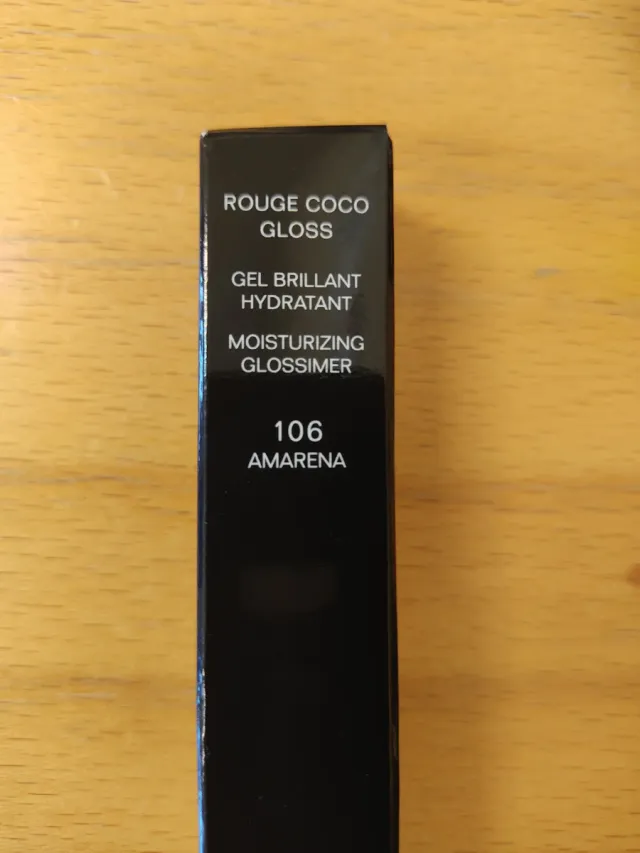 ROUGE COCO
GLOSS
GEL BRILLANT
HYDRATANT
MOISTURIZING
GLOSSIMER
106
AMARENA